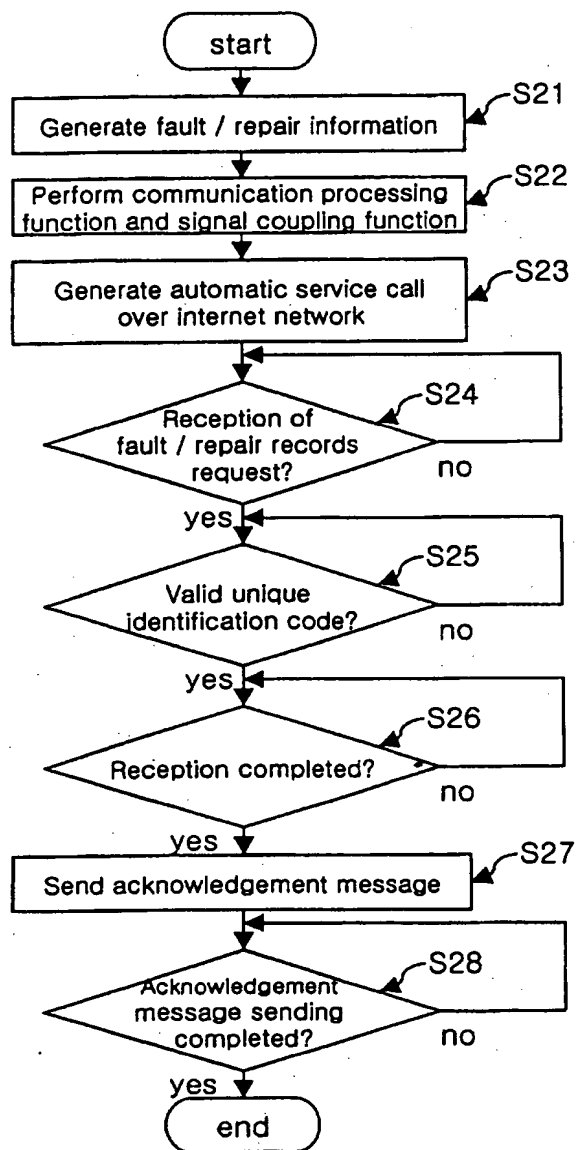 start
S21
Generate fault / repair information
S22
Perform communication processing
function and signal coupling function
S23
Generate automatic service call
over internet network
S24
Reception of
fault / repair records
request?
no
yes
S25
Valid unique
identification code?
no
yes
S26
Reception completed?
no
yes
S27
Send acknowledgement message
S28
Acknowledgement
message sending
completed?
no
yes
end